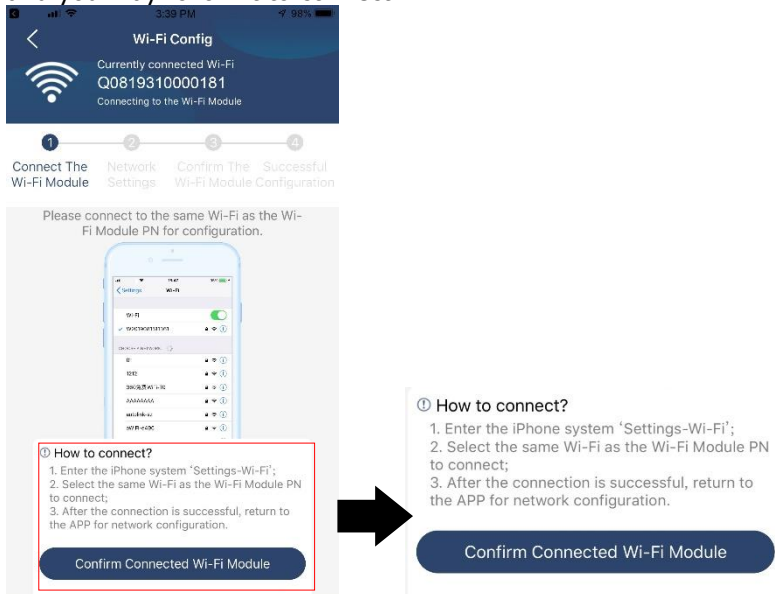 3:39 PM
98%
Wi-Fi Config
Currently connected Wi-Fi
Q0819310000181
Connecting to the Wi-Fi Module
1
2
3
4
Connect The
Wi-Fi Module
Network
Settings
Confirm The
Wi-Fi Module
Successful
Configuration
Please connect to the same Wi-Fi as the Wi-
Fi Module PN for configuration.
Settings
Wi-Fi
Wi-Fi
1212
AAAAAAAA
How to connect?
1. Enter the iPhone system ‘Settings-Wi-Fi’;
2. Select the same Wi-Fi as the Wi-Fi Module PN
to connect;
3. After the connection is successful, return to
the APP for network configuration.
Confirm Connected Wi-Fi Module
How to connect?
1. Enter the iPhone system ‘Settings-Wi-Fi’;
2. Select the same Wi-Fi as the Wi-Fi Module PN
to connect;
3. After the connection is successful, return to
the APP for network configuration.
Confirm Connected Wi-Fi Module